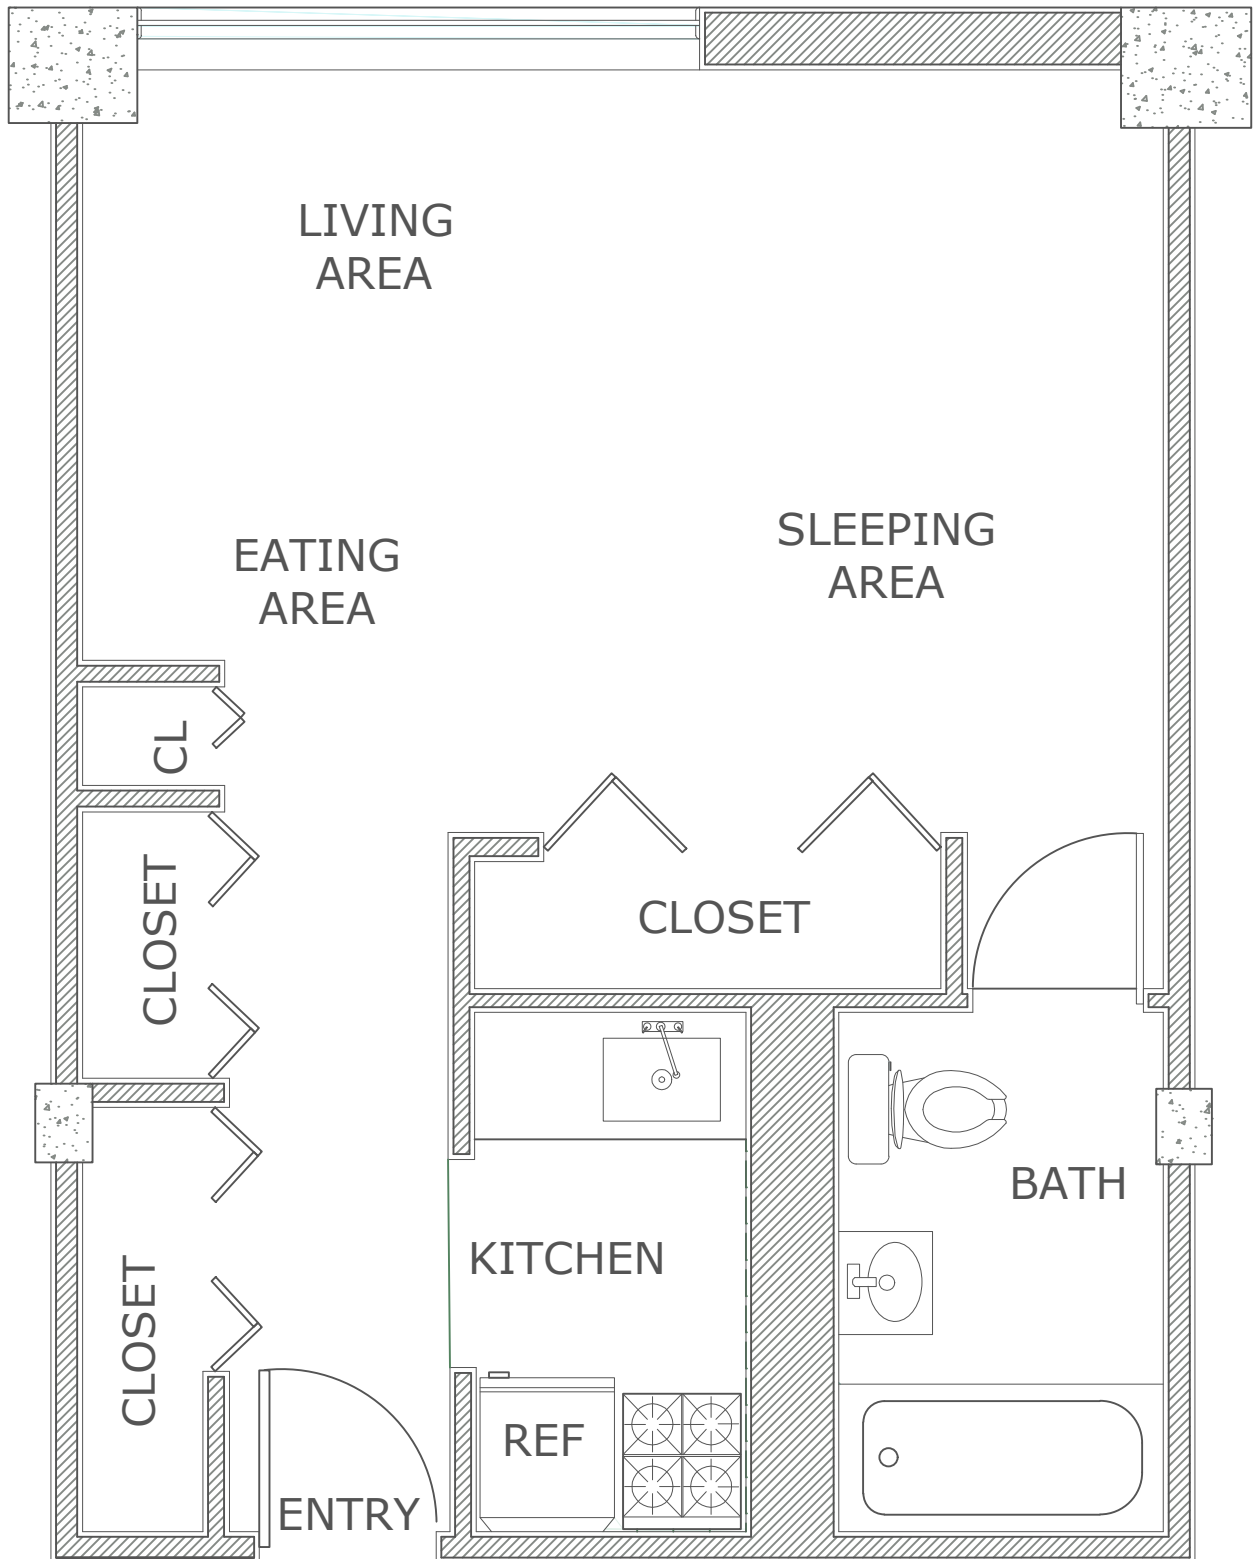 LIVING
AREA
EATING
AREA
SLEEPING
AREA
CL
CLOSET
CLOSET
CLOSET
KITCHEN
BATH
REF
ENTRY